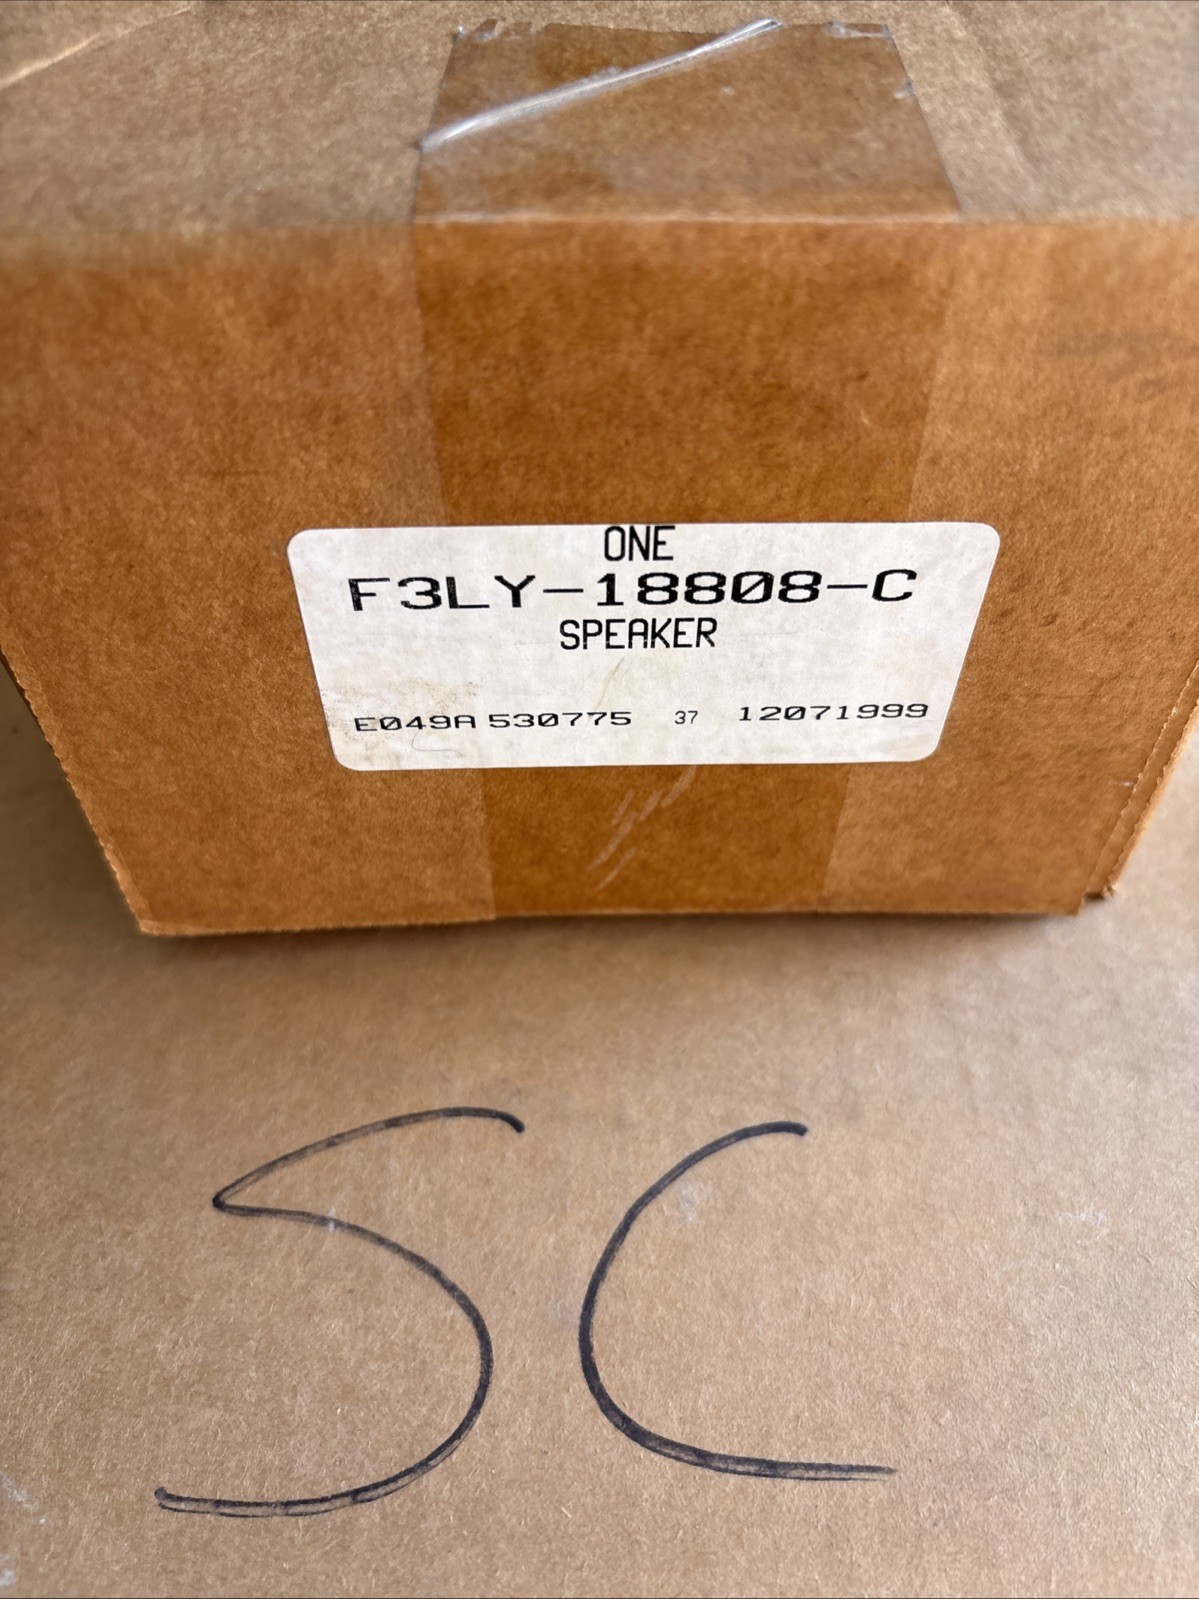 ONE
F3LY-18808-C
SPEAKER
E049A 530775 37 12071999
SC